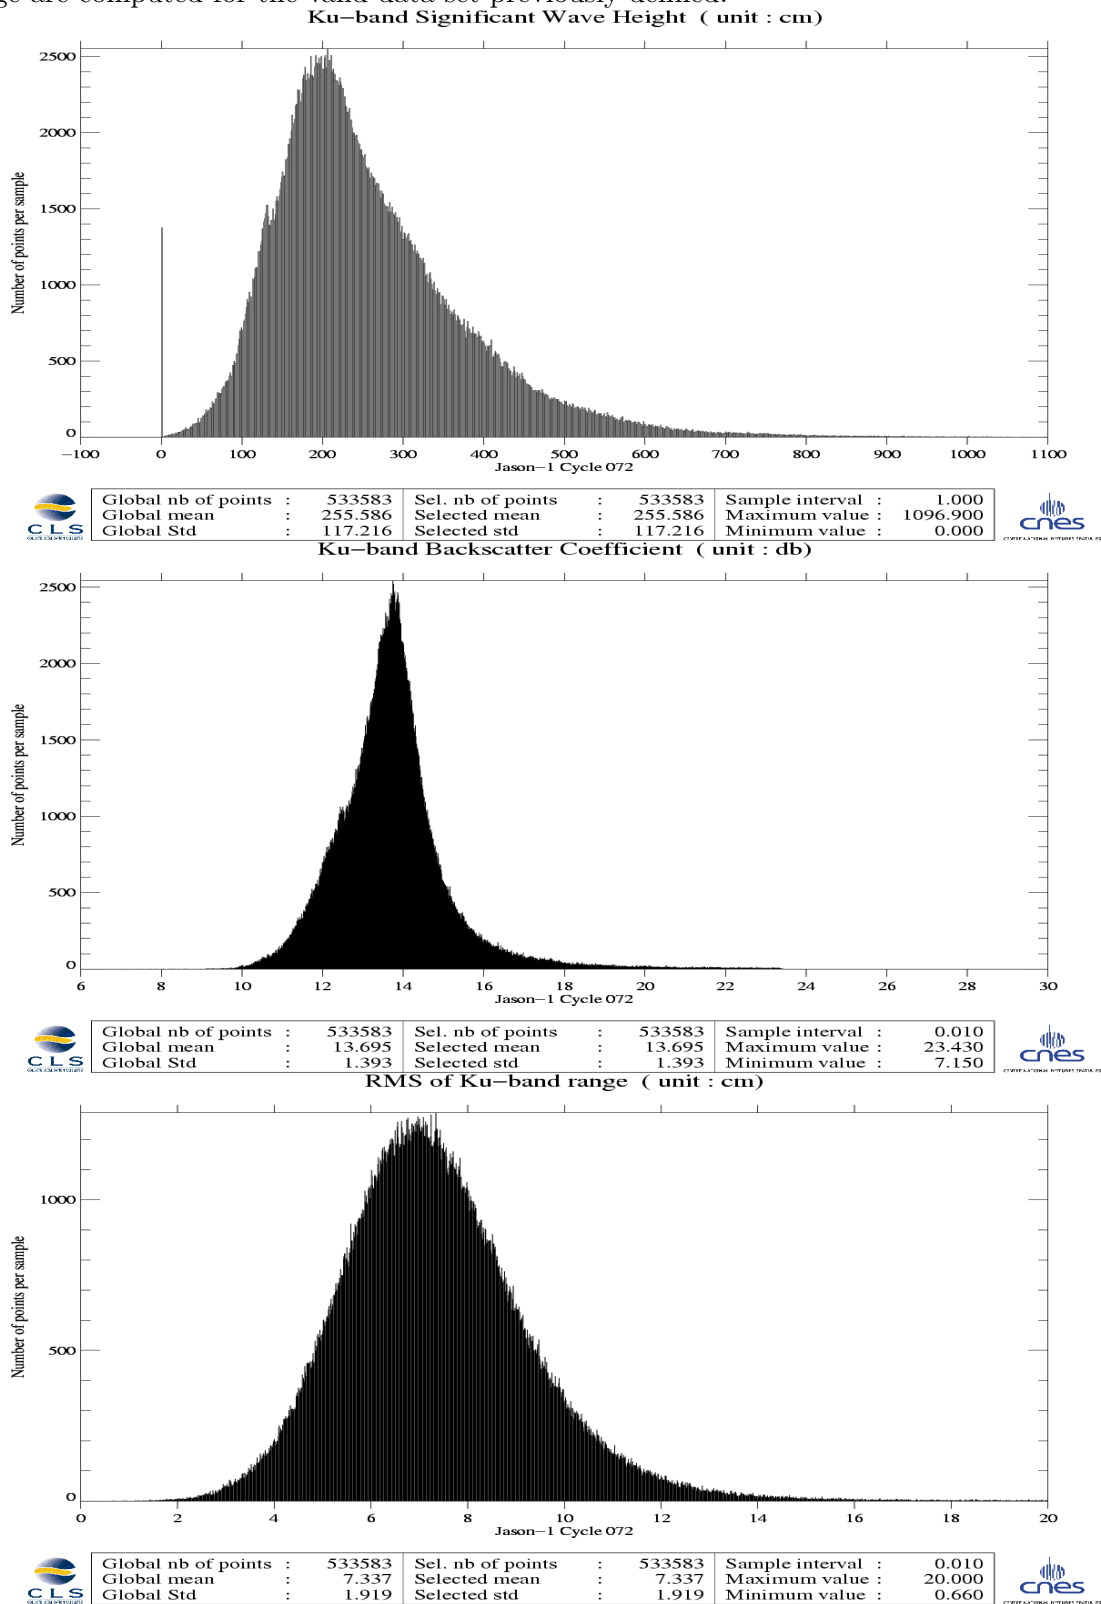 ge are computed for the valid data set previously defined.
Ku−band Significant Wave Height ( unit : cm)
Number of points per sample
2500
2000
1500
1000
500
0
−100 0 100 200 300 400 500 600 700 800 900 1000 1100
Jason−1 Cycle 072
Global nb of points : 533583 Sel. nb of points : 533583 Sample interval : 1.000
Global mean : 255.586 Selected mean : 255.586 Maximum value : 1096.900
Global Std : 117.216 Selected std : 117.216 Minimum value : 0.000
CLS
cnes
Ku−band Backscatter Coefficient ( unit : db)
Number of points per sample
2500
2000
1500
1000
500
0
6 8 10 12 14 16 18 20 22 24 26 28 30
Jason−1 Cycle 072
Global nb of points : 533583 Sel. nb of points : 533583 Sample interval : 0.010
Global mean : 13.695 Selected mean : 13.695 Maximum value : 23.430
Global Std : 1.393 Selected std : 1.393 Minimum value : 7.150
CLS
cnes
RMS of Ku−band range ( unit : cm)
Number of points per sample
1000
500
0
0 2 4 6 8 10 12 14 16 18 20
Jason−1 Cycle 072
Global nb of points : 533583 Sel. nb of points : 533583 Sample interval : 0.010
Global mean : 7.337 Selected mean : 7.337 Maximum value : 20.000
Global Std : 1.919 Selected std : 1.919 Minimum value : 0.660
CLS
cnes